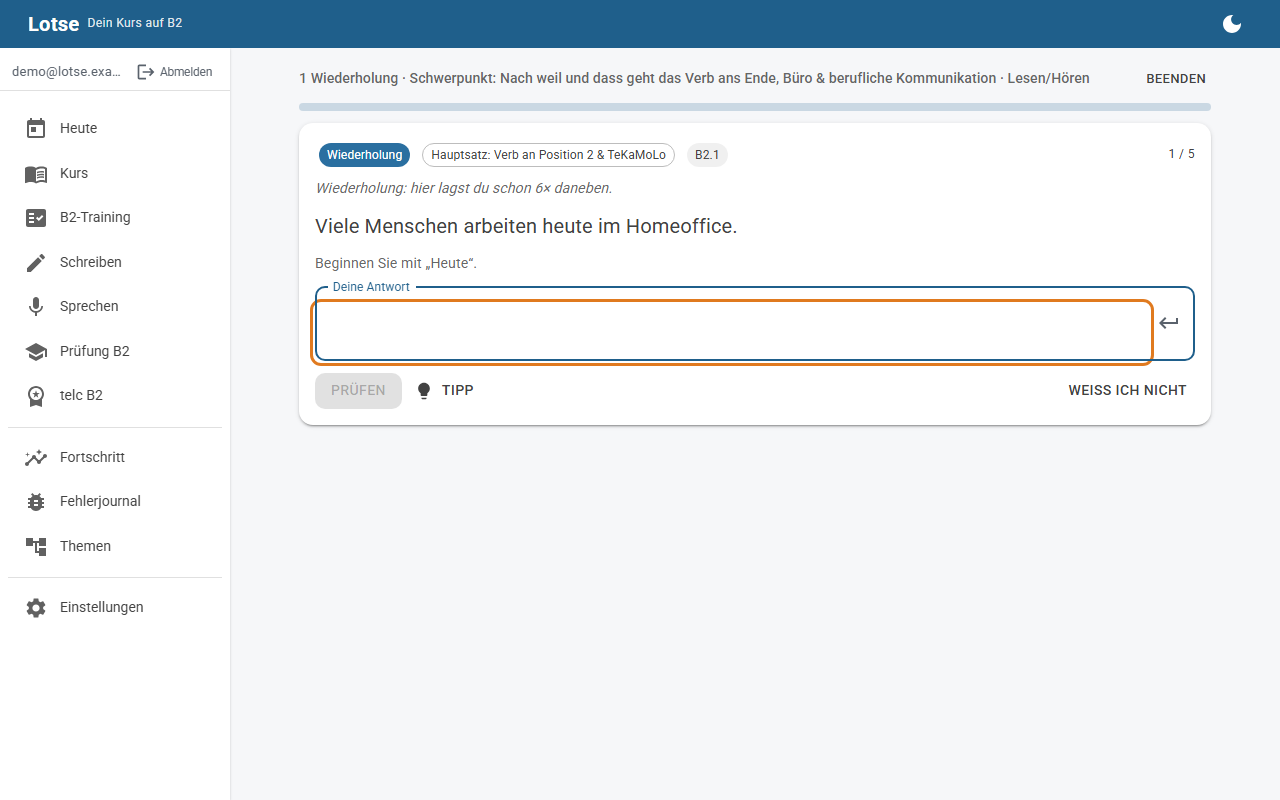 Lotse Dein Kurs auf B2
demo@lotse.exa... Abmelden
Heute
Kurs
B2-Training
Schreiben
Sprechen
Prüfung B2
telc B2
Fortschritt
Fehlerjournal
Themen
Einstellungen
1 Wiederholung · Schwerpunkt: Nach weil und dass geht das Verb ans Ende, Büro & berufliche Kommunikation · Lesen/Hören BEENDEN
Wiederholung Hauptsatz: Verb an Position 2 & TeKaMoLo B2.1 1 / 5
Wiederholung: hier lagst du schon 6× daneben.
Viele Menschen arbeiten heute im Homeoffice.
Beginnen Sie mit „Heute“.
Deine Antwort
PRÜFEN TIPP WEISS ICH NICHT